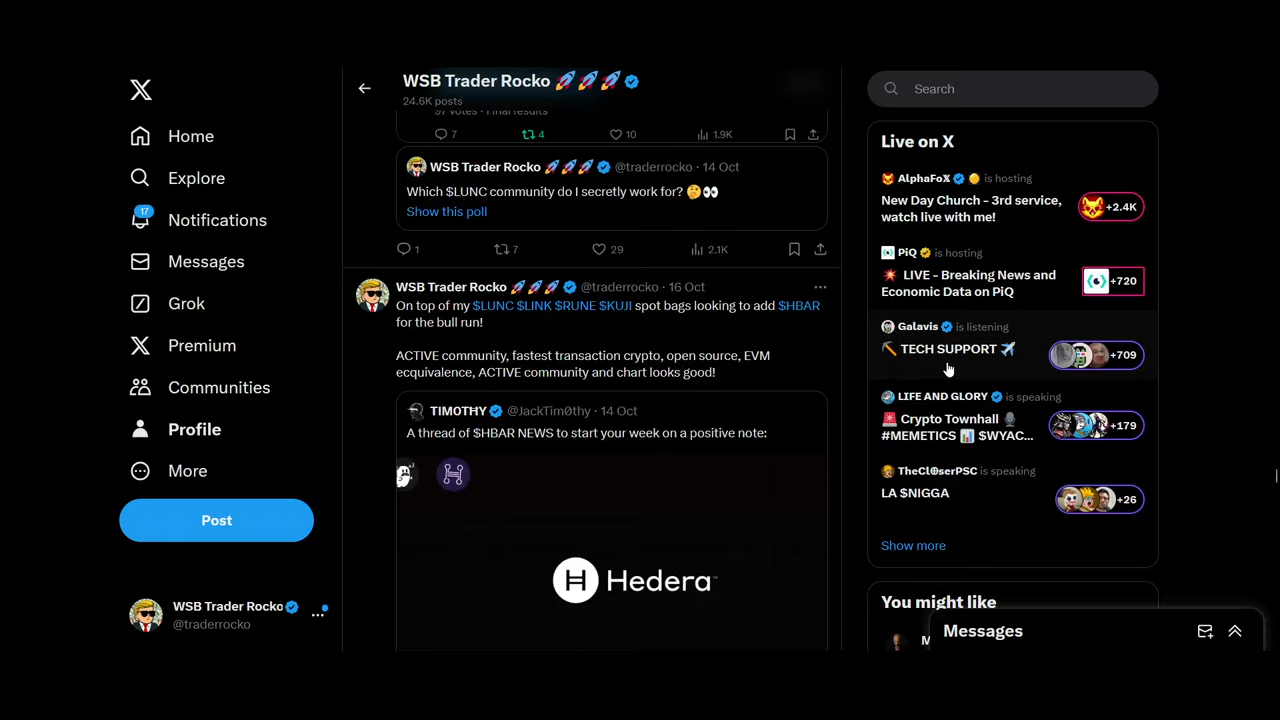 Home
Explore
17
Notifications
Messages
Grok
Premium
Communities
Profile
More
Post
WSB Trader Rocko
@traderrocko
WSB Trader Rocko 🚀🚀🚀
24.6K posts
97 votes · Final results
7 4 10 1.9K
WSB Trader Rocko 🚀🚀🚀 @traderrocko · 14 Oct
Which $LUNC community do I secretly work for? 🤔👀
Show this poll
1 7 29 2.1K
WSB Trader Rocko 🚀🚀🚀 @traderrocko · 16 Oct
On top of my $LUNC $LINK $RUNE $KUJI spot bags looking to add $HBAR
for the bull run!
ACTIVE community, fastest transaction crypto, open source, EVM
ecquivalence, ACTIVE community and chart looks good!
TIM0THY @JackTim0thy · 14 Oct
A thread of $HBAR NEWS to start your week on a positive note:
Hedera™
Search
Live on X
AlphaFoX is hosting
New Day Church - 3rd service,
watch live with me!
+2.4K
PiQ is hosting
💥 LIVE - Breaking News and
Economic Data on PiQ
+720
Galavis is listening
⛏️ TECH SUPPORT ✈️
+709
LIFE AND GLORY is speaking
🚨 Crypto Townhall 🎙️
#MEMETICS 📊 $WYAC...
+179
TheCl⊕serPSC is speaking
LA $NIGGA
+26
Show more
You might like
Messages